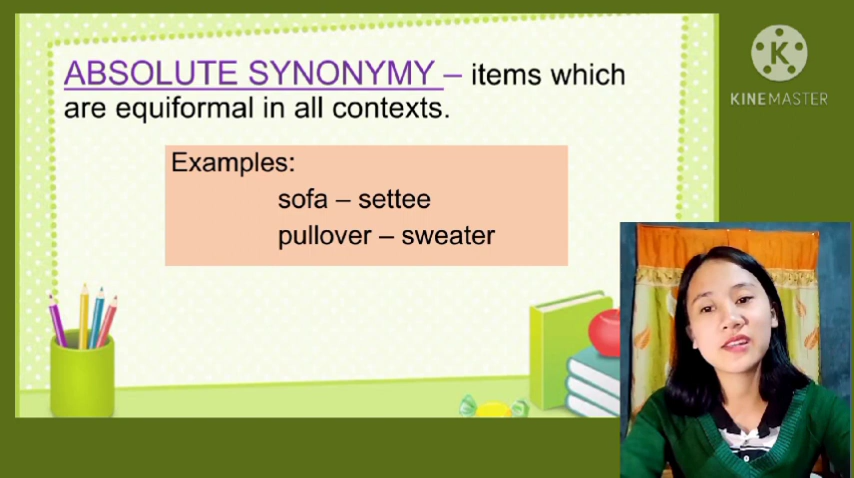 ABSOLUTE SYNONYMY – items which
are equiformal in all contexts.
Examples:
sofa – settee
pullover – sweater
K
KINEMASTER